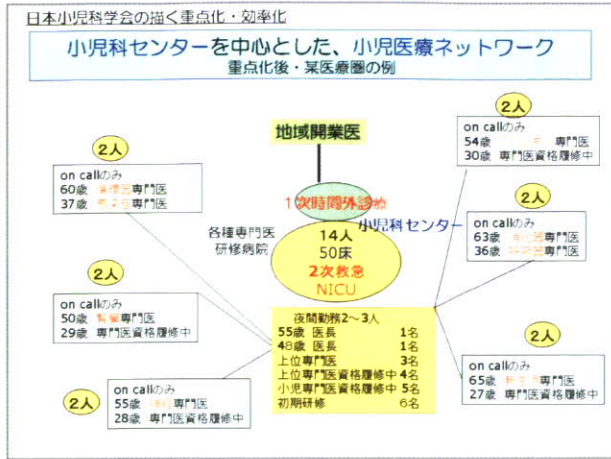 日本小児科学会の描く重点化・効率化
小児科センターを中心とした、小児医療ネットワーク
重点化後・某医療圏の例
2人
on callのみ
60歳 専門医
37歳 専門医
2人
on callのみ
50歳 腎臓専門医
29歳 専門医資格履修中
2人
on callのみ
55歳 専門医
28歳 専門医資格履修中
地域開業医
1次時間外診療
小児科センター
各種専門医
研修病院
14人
50床
2次救急
NICU
夜間勤務2～3人
55歳 医長 1名
48歳 医長 1名
上位専門医 3名
上位専門医資格履修中 4名
小児専門医資格履修中 5名
初期研修 6名
2人
on callのみ
54歳 専門医
30歳 専門医資格履修中
2人
on callのみ
63歳 専門医
36歳 専門医
2人
on callのみ
65歳 専門医
27歳 専門医資格履修中